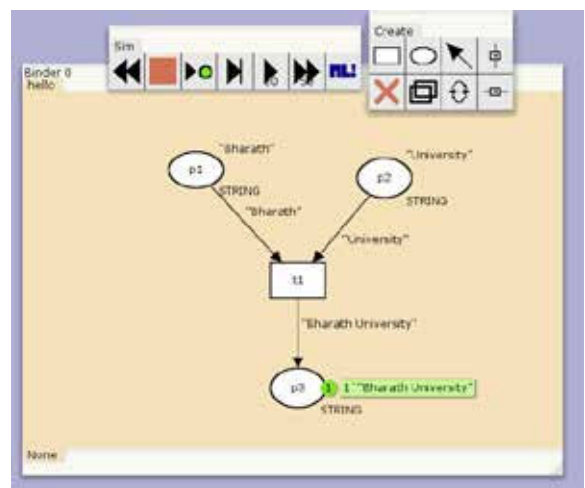 Create
Sim
ML!
Binder 0
hello
"Bharath"
"University"
p1
p2
STRING
STRING
"Bharath"
"University"
t1
"Bharath University"
p3
1
1`"Bharath University"
STRING
None